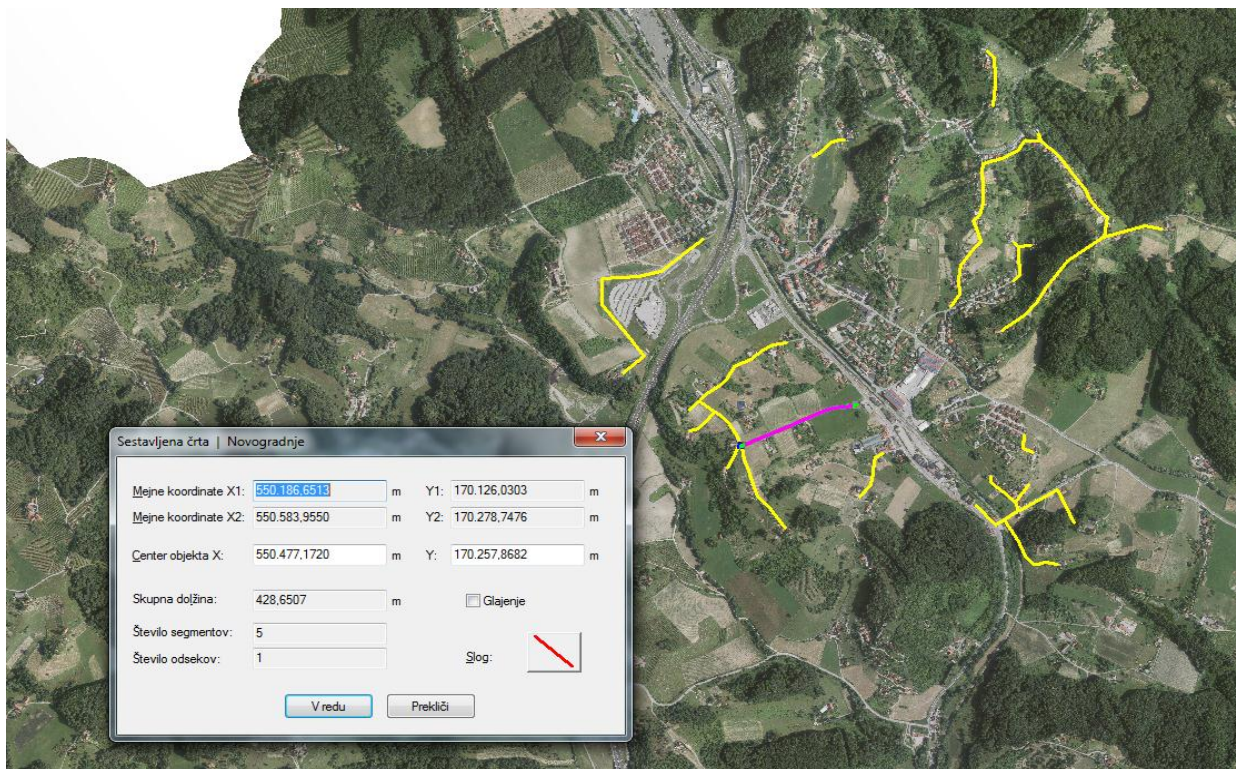 Sestavljena črta | Novogradnje
Mejne koordinate X1: 550.186,6513 m Y1: 170.126,0303 m
Mejne koordinate X2: 550.583,9550 m Y2: 170.278,7476 m
Center objekta X: 550.477,1720 m Y: 170.257,8682 m
Skupna dolžina: 428,6507 m Glajenje
Število segmentov: 5
Število odsekov: 1 Slog:
V redu Prekliči